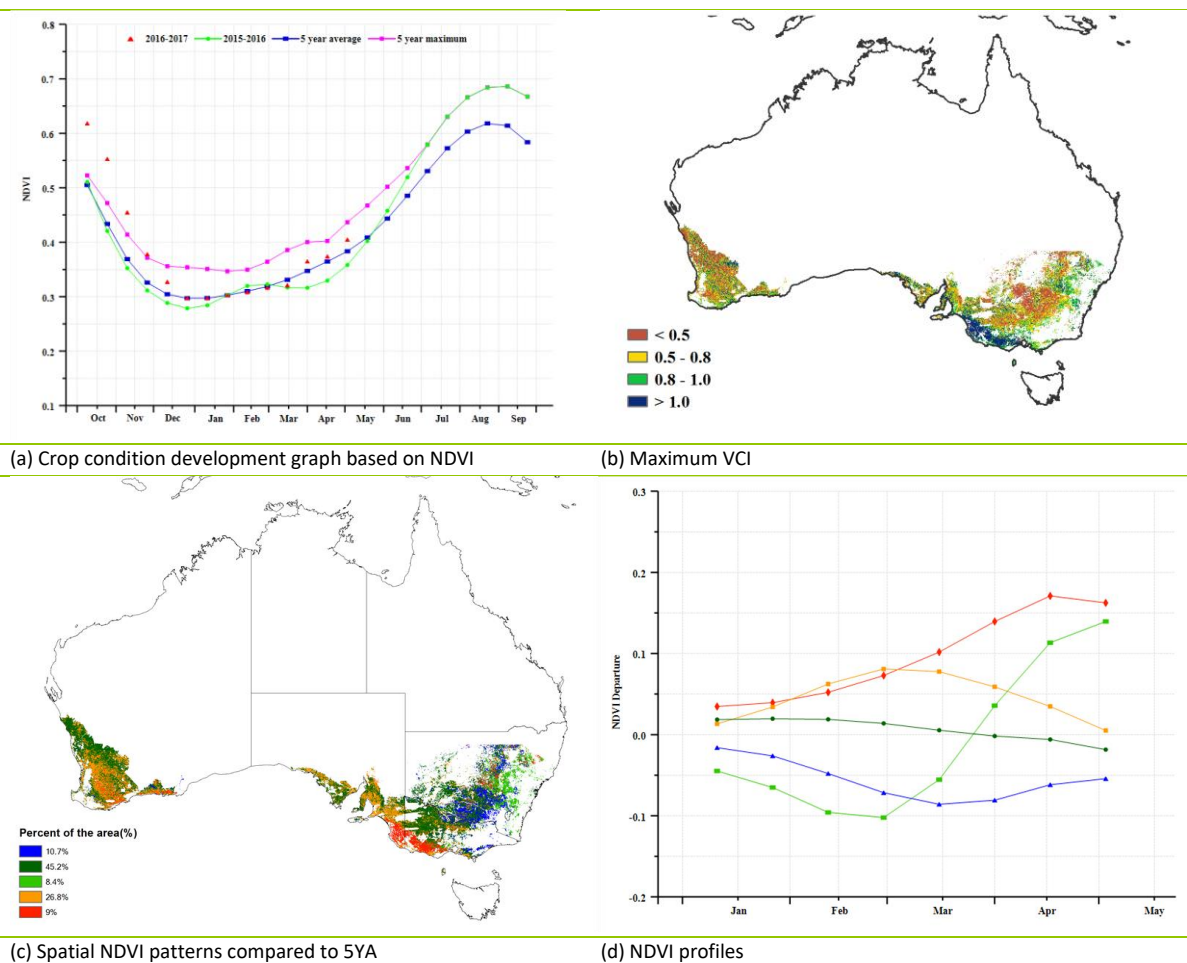 0.8
2016-2017 2015-2016 5 year average 5 year maximum
0.7
0.6
0.5
0.4
0.3
0.2
0.1
NDVI
Oct Nov Dec Jan Feb Mar Apr May Jun Jul Aug Sep
(a) Crop condition development graph based on NDVI
< 0.5
0.5 - 0.8
0.8 - 1.0
> 1.0
(b) Maximum VCI
Percent of the area(%)
10.7%
45.2%
8.4%
26.8%
9%
(c) Spatial NDVI patterns compared to 5YA
0.3
0.2
0.1
0.0
-0.1
-0.2
NDVI Departure
Jan Feb Mar Apr May
(d) NDVI profiles